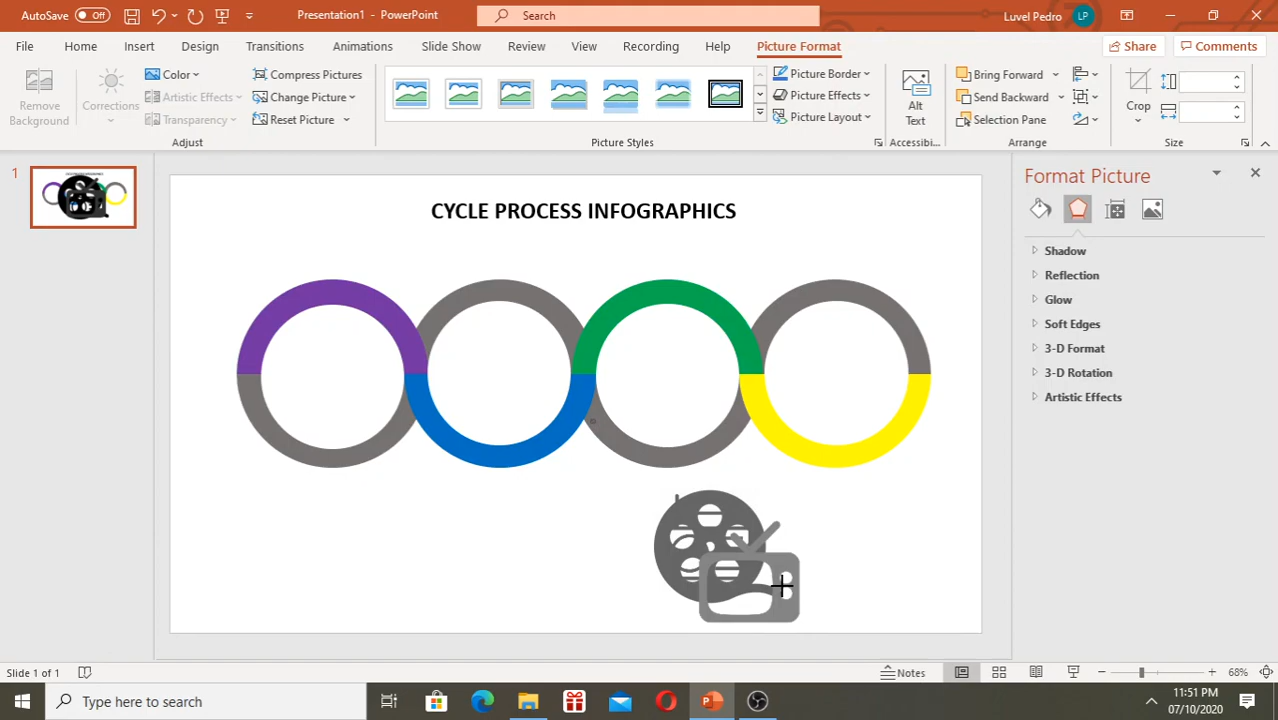 AutoSave Off Presentation1 - PowerPoint Search Luvel Pedro LP
File Home Insert Design Transitions Animations Slide Show Review View Recording Help Picture Format Share Comments
Remove Background
Corrections
Color
Artistic Effects
Transparency
Compress Pictures
Change Picture
Reset Picture
Adjust
Picture Styles
Picture Border
Picture Effects
Picture Layout
Alt Text
Accessibi...
Bring Forward
Send Backward
Selection Pane
Arrange
Crop
Size
1
CYCLE PROCESS INFOGRAPHICS
Format Picture
Shadow
Reflection
Glow
Soft Edges
3-D Format
3-D Rotation
Artistic Effects
Slide 1 of 1 Notes 68%
Type here to search
11:51 PM
07/10/2020